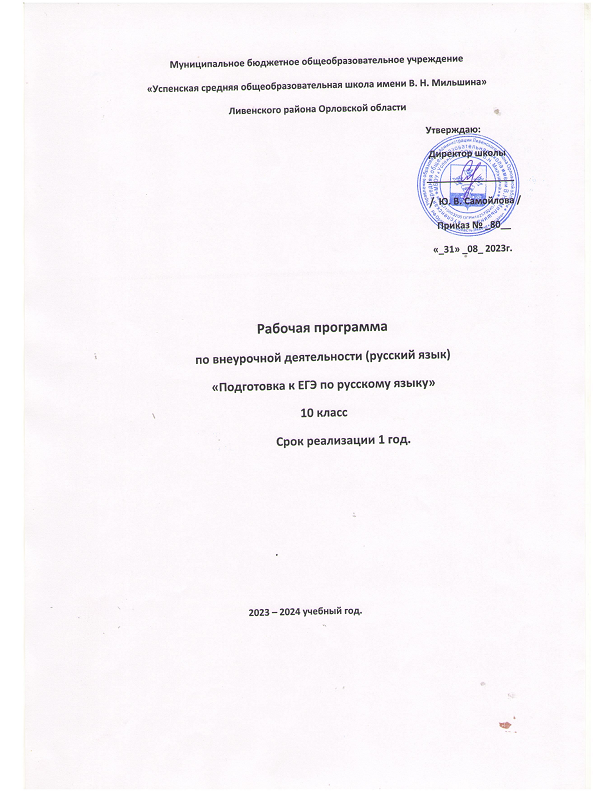 Муниципальное бюджетное общеобразовательное учреждение
«Успенская средняя общеобразовательная школа имени В. Н. Мильшина»
Ливенского района Орловской области
Утверждаю:
Директор школы
/ Ю. В. Самойлова /
Приказ № _80__
«_31» _08_ 2023г.
Рабочая программа
по внеурочной деятельности (русский язык)
«Подготовка к ЕГЭ по русскому языку»
10 класс
Срок реализации 1 год.
2023 – 2024 учебный год.